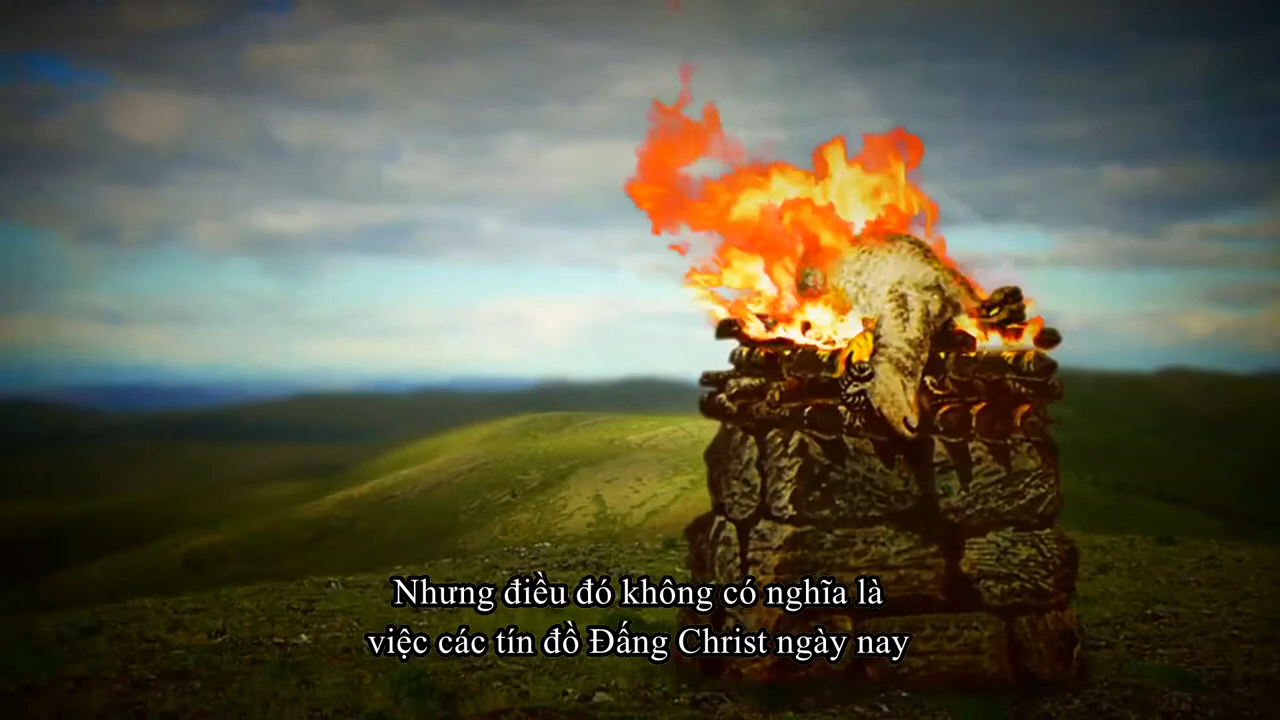 Nhưng điều đó không có nghĩa là
việc các tín đồ Đấng Christ ngày nay